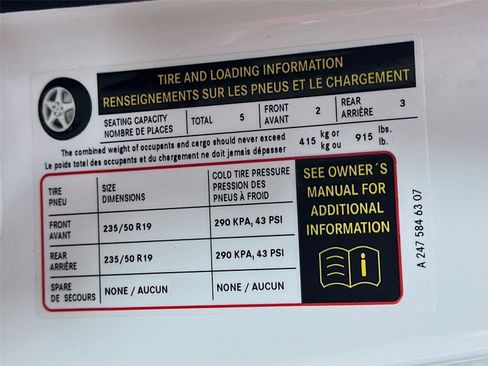 TIRE AND LOADING INFORMATION
RENSEIGNEMENTS SUR LES PNEUS ET LE CHARGEMENT
SEATING CAPACITY
NOMBRE DE PLACES
TOTAL 5
FRONT
AVANT
2
REAR
ARRIÈRE
3
The combined weight of occupants and cargo should never exceed
Le poids total des occupants et du chargement ne doit jamais dépasser
415 kg or
kg ou
915 lbs.
lb.
TIRE
PNEU
SIZE
DIMENSIONS
COLD TIRE PRESSURE
PRESSION DES
PNEUS À FROID
FRONT
AVANT
235/50 R19
290 KPA, 43 PSI
REAR
ARRIÈRE
235/50 R19
290 KPA, 43 PSI
SPARE
DE SECOURS
NONE / AUCUN
NONE / AUCUN
SEE OWNER´S
MANUAL FOR
ADDITIONAL
INFORMATION
i
A 247 584 63 07